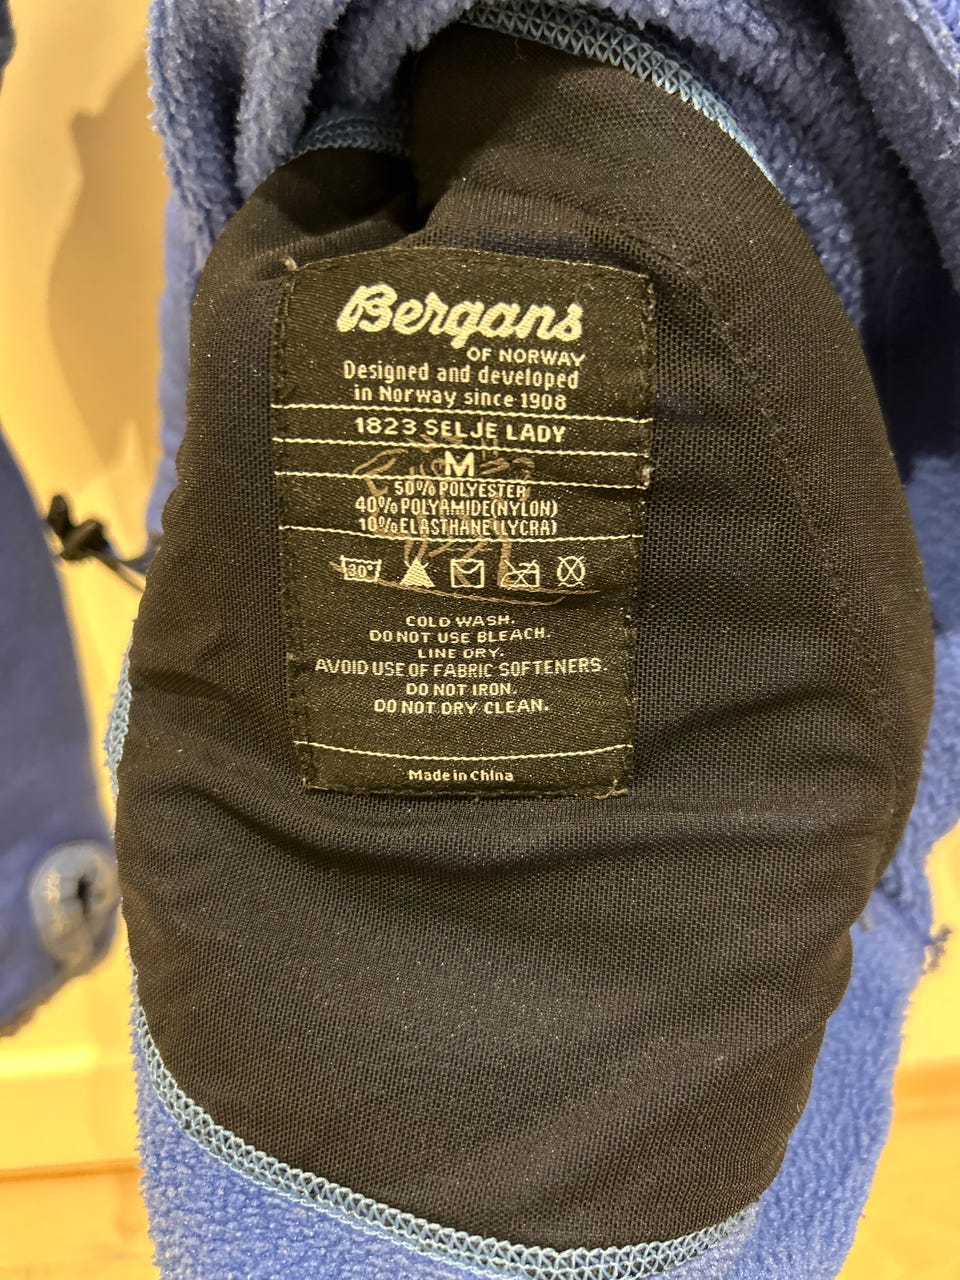 Bergans
OF NORWAY
Designed and developed
in Norway since 1908
1823 SELJE LADY
M
50% POLYESTER
40% POLYAMIDE(NYLON)
10% ELASTHANE(LYCRA)
30°
COLD WASH.
DO NOT USE BLEACH.
LINE DRY.
AVOID USE OF FABRIC SOFTENERS.
DO NOT IRON.
DO NOT DRY CLEAN.
Made in China